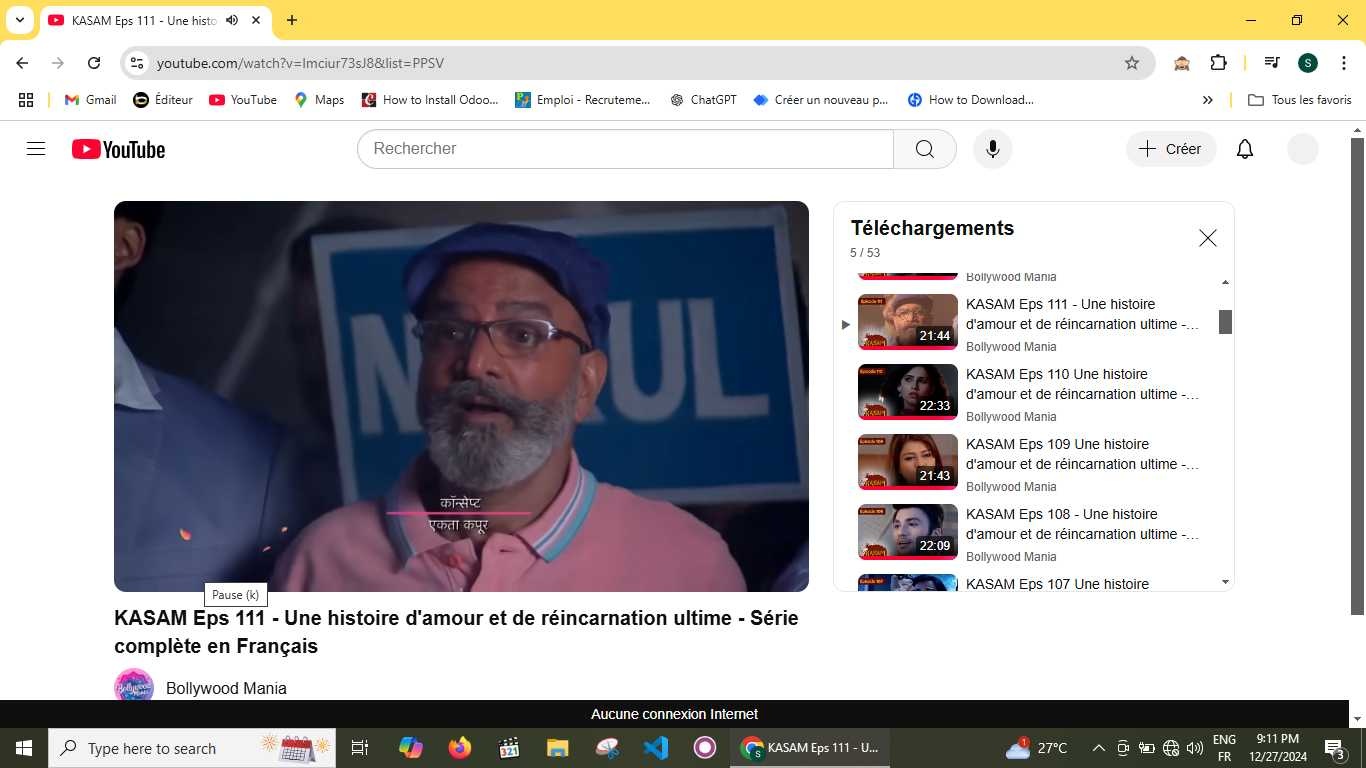 KASAM Eps 111 - Une histo
youtube.com/watch?v=Imciur73sJ8&list=PPSV
S
Gmail
Éditeur
YouTube
Maps
How to Install Odoo...
Emploi - Recruteme...
ChatGPT
Créer un nouveau p...
How to Download...
Tous les favoris
YouTube
Rechercher
Créer
कॉन्सेप्ट
एकता कपूर
Pause (k)
KASAM Eps 111 - Une histoire d'amour et de réincarnation ultime - Série
complète en Français
Bollywood Mania
Téléchargements
5 / 53
Bollywood Mania
KASAM Eps 111 - Une histoire
d'amour et de réincarnation ultime -...
Bollywood Mania
21:44
KASAM Eps 110 Une histoire
d'amour et de réincarnation ultime -...
Bollywood Mania
22:33
KASAM Eps 109 Une histoire
d'amour et de réincarnation ultime -...
Bollywood Mania
21:43
KASAM Eps 108 - Une histoire
d'amour et de réincarnation ultime -...
Bollywood Mania
22:09
KASAM Eps 107 Une histoire
Aucune connexion Internet
Type here to search
KASAM Eps 111 - U...
27°C
ENG
FR
9:11 PM
12/27/2024
3